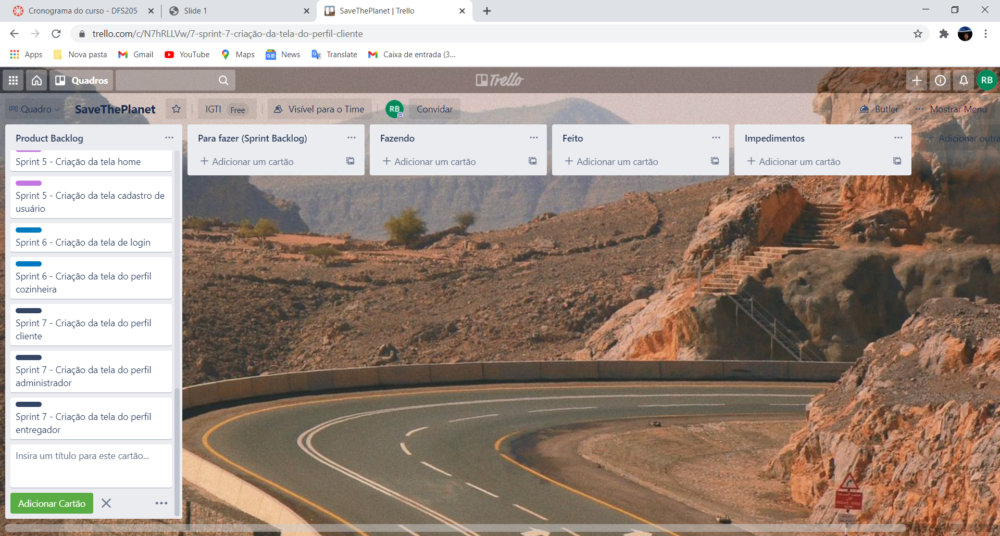 Cronograma do curso - DFS205
Slide 1
SaveThePlanet | Trello
trello.com/c/N7hRLLVw/7-sprint-7-criação-da-tela-do-perfil-cliente
Apps
Nova pasta
Gmail
YouTube
Maps
News
Translate
Caixa de entrada (3...
Quadros
Trello
RB
Quadro
SaveThePlanet
IGTI Free
Visível para o Time
RB
Convidar
Butler
Mostrar Menu
Product Backlog
Sprint 5 - Criação da tela home
Sprint 5 - Criação da tela cadastro de
usuário
Sprint 6 - Criação da tela de login
Sprint 6 - Criação da tela do perfil
cozinheira
Sprint 7 - Criação da tela do perfil
cliente
Sprint 7 - Criação da tela do perfil
administrador
Sprint 7 - Criação da tela do perfil
entregador
Insira um título para este cartão...
Adicionar Cartão
Para fazer (Sprint Backlog)
Adicionar um cartão
Fazendo
Adicionar um cartão
Feito
Adicionar um cartão
Impedimentos
Adicionar um cartão
Adicionar outra